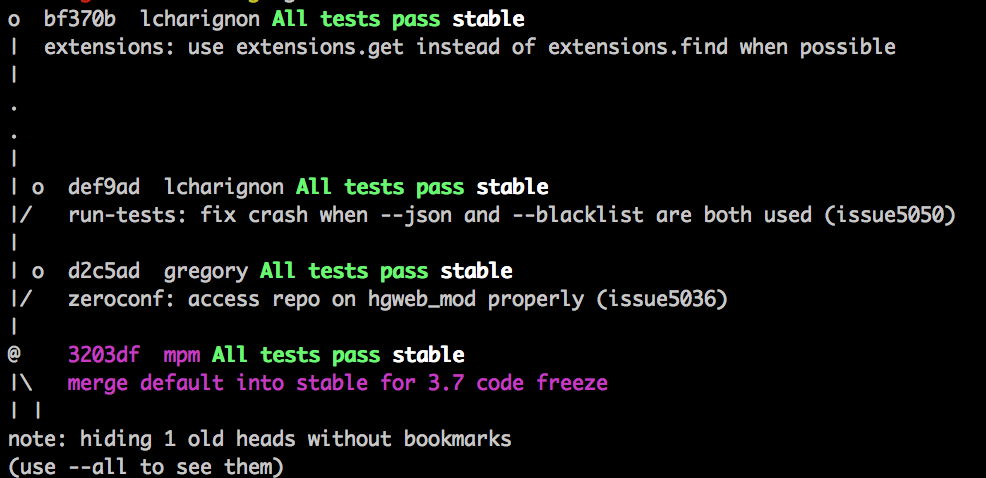 o  bf370b  lcharignon All tests pass stable
|  extensions: use extensions.get instead of extensions.find when possible
|
.
.
|
| o  def9ad  lcharignon All tests pass stable
|/   run-tests: fix crash when --json and --blacklist are both used (issue5050)
|
| o  d2c5ad  gregory All tests pass stable
|/   zeroconf: access repo on hgweb_mod properly (issue5036)
|
@    3203df  mpm All tests pass stable
|\   merge default into stable for 3.7 code freeze
| |
note: hiding 1 old heads without bookmarks
(use --all to see them)